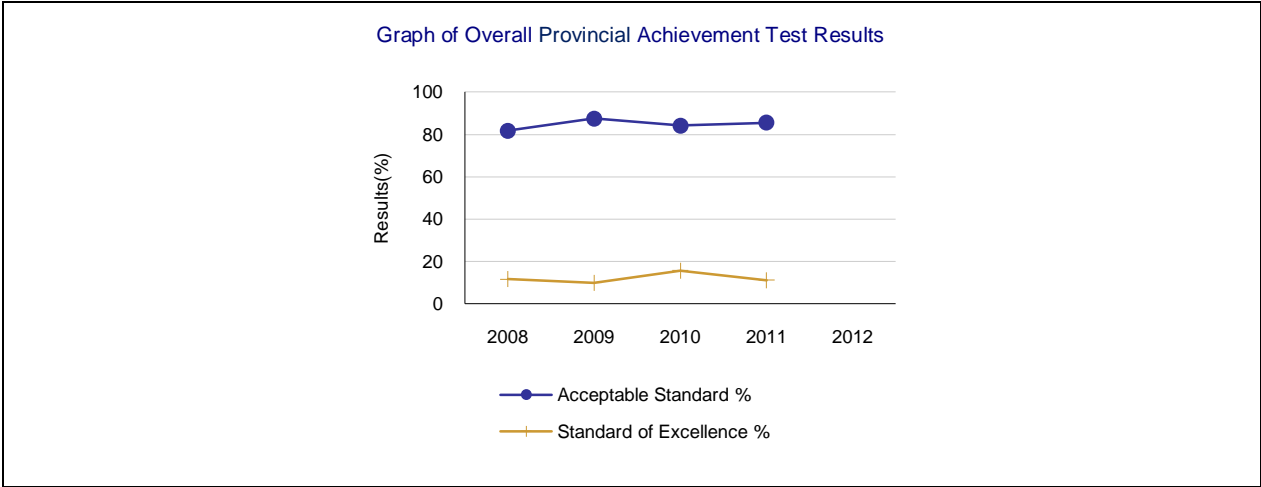 Graph of Overall Provincial Achievement Test Results
100
80
60
40
20
0
Results(%)
2008 2009 2010 2011 2012
Acceptable Standard %
Standard of Excellence %